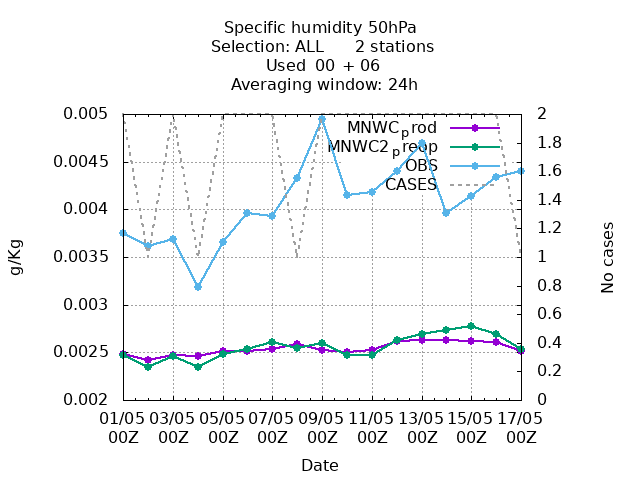 Specific humidity 50hPa
Selection: ALL 2 stations
Used 00 + 06
Averaging window: 24h
g/Kg
0.005
0.0045
0.004
0.0035
0.003
0.0025
0.002
MNWCprod
MNWC2preop
OBS
CASES
2
1.8
1.6
1.4
1.2
1
0.8
0.6
0.4
0.2
0
No cases
01/05 03/05 05/05 07/05 09/05 11/05 13/05 15/05 17/05
00Z 00Z 00Z 00Z 00Z 00Z 00Z 00Z 00Z
Date